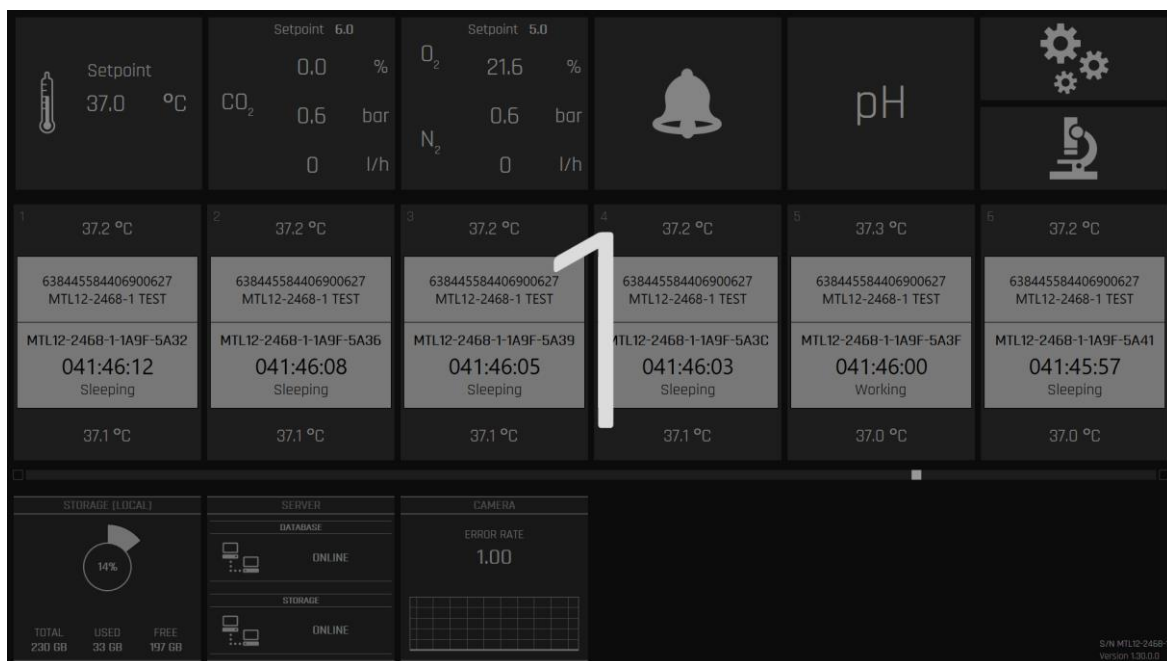 Setpoint
37.0 °C
Setpoint 6.0
CO₂
0.0 %
0.6 bar
0 l/h
Setpoint 5.0
O₂
21.6 %
0.6 bar
N₂
0 l/h
pH
1 37.2 °C
638445584406900627
MTL12-2468-1 TEST
MTL12-2468-1-1A9F-5A32
041:46:12
Sleeping
37.1 °C
2 37.2 °C
638445584406900627
MTL12-2468-1 TEST
MTL12-2468-1-1A9F-5A36
041:46:08
Sleeping
37.1 °C
3 37.2 °C
638445584406900627
MTL12-2468-1 TEST
MTL12-2468-1-1A9F-5A39
041:46:05
Sleeping
37.1 °C
4 37.2 °C
638445584406900627
MTL12-2468-1 TEST
MTL12-2468-1-1A9F-5A3C
041:46:03
Sleeping
37.1 °C
5 37.3 °C
638445584406900627
MTL12-2468-1 TEST
MTL12-2468-1-1A9F-5A3F
041:46:00
Working
37.0 °C
6 37.2 °C
638445584406900627
MTL12-2468-1 TEST
MTL12-2468-1-1A9F-5A41
041:45:57
Sleeping
37.0 °C
1
STORAGE (LOCAL)
14%
TOTAL USED FREE
230 GB 33 GB 197 GB
SERVER
DATABASE
ONLINE
STORAGE
ONLINE
CAMERA
ERROR RATE
1.00
S/N MTL12-2468-
Version 1.30.0.0